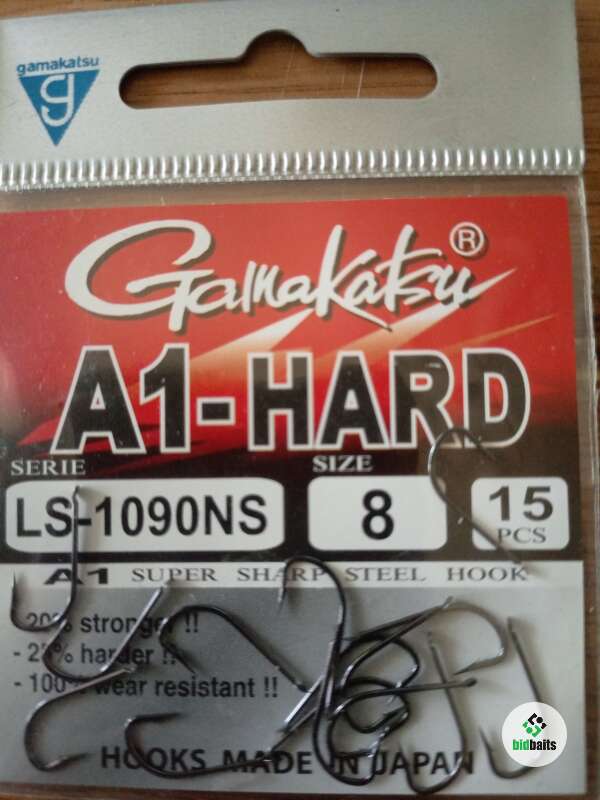 gamakatsu
g
Gamakatsu ®
A1-HARD
SERIE SIZE
LS-1090NS 8 15
PCS
A1 SUPER SHARP STEEL HOOK
- 20% stronger !!
- 25% harder !!
- 100% wear resistant !!
HOOKS MADE IN JAPAN
bidbaits